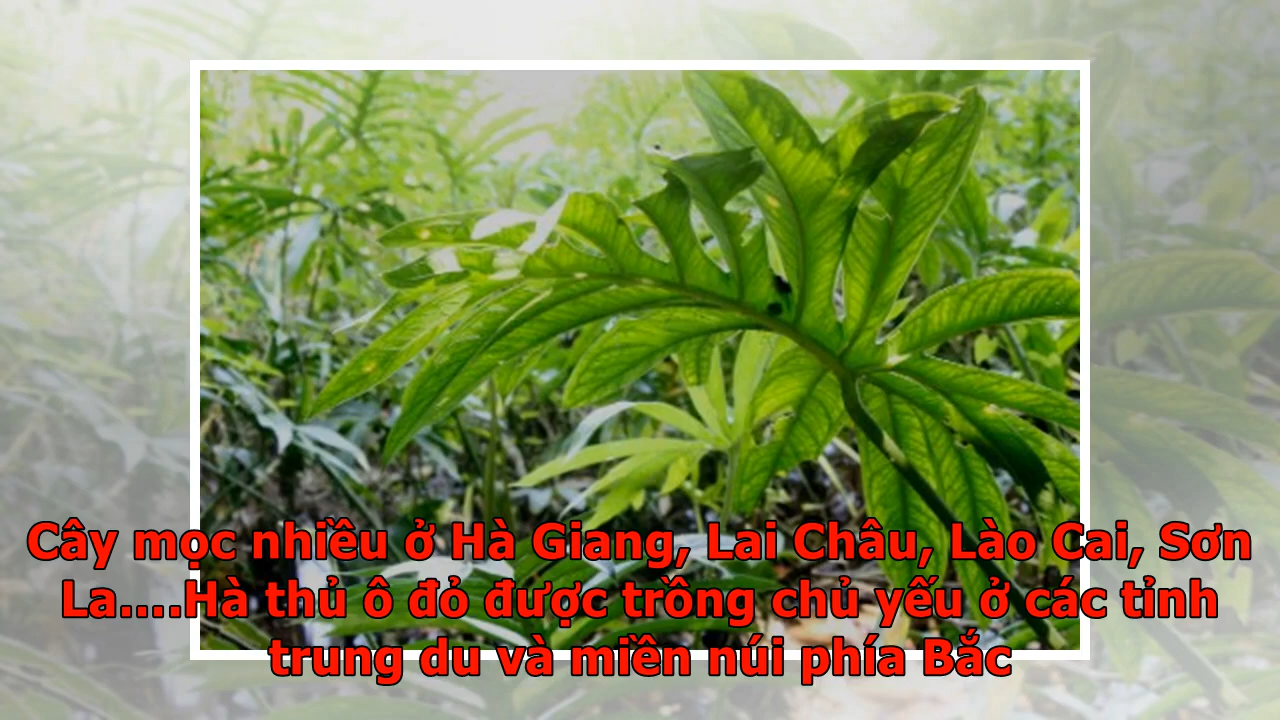 Cây mọc nhiều ở Hà Giang, Lai Châu, Lào Cai, Sơn
La....Hà thủ ô đỏ được trồng chủ yếu ở các tỉnh
trung du và miền núi phía Bắc